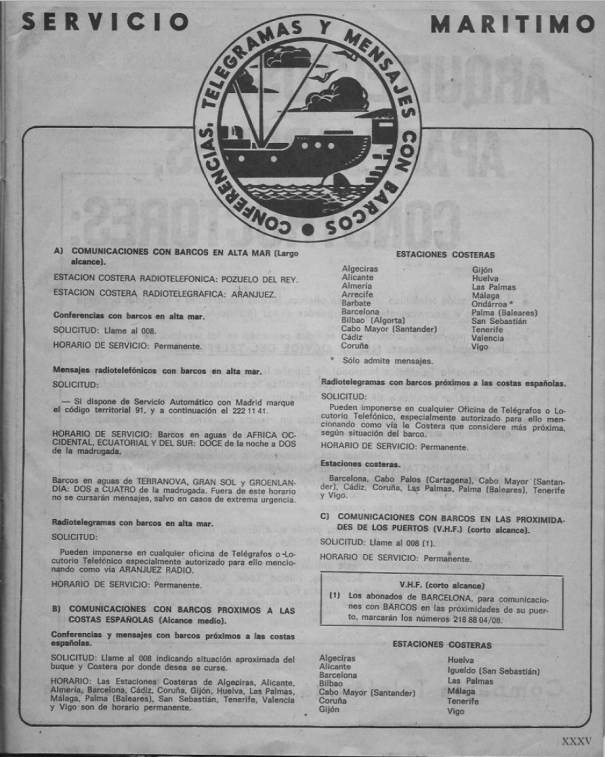 SERVICIO MARITIMO
CONFERENCIAS, TELEGRAMAS Y MENSAJES CON BARCOS
A) COMUNICACIONES CON BARCOS EN ALTA MAR (Largo
alcance).
ESTACION COSTERA RADIOTELEFONICA: POZUELO DEL REY.
ESTACION COSTERA RADIOTELEGRAFICA: ARANJUEZ.
Conferencias con barcos en alta mar.
SOLICITUD: Llame al 008.
HORARIO DE SERVICIO: Permanente.
Mensajes radiotelefónicos con barcos en alta mar.
SOLICITUD:
— Si dispone de Servicio Automático con Madrid marque
el código territorial 91, y a continuación el 222 11 41.
HORARIO DE SERVICIO: Barcos en aguas de AFRICA OC-
CIDENTAL, ECUATORIAL Y DEL SUR: DOCE de la noche a DOS
de la madrugada.
Barcos en aguas de TERRANOVA, GRAN SOL y GROENLAN-
DIA: DOS a CUATRO de la madrugada. Fuera de este horario
no se cursarán mensajes, salvo en casos de extrema urgencia.
Radiotelegramas con barcos en alta mar.
SOLICITUD:
Pueden imponerse en cualquier oficina de Telégrafos o Lo-
cutorio Telefónico especialmente autorizado para ello mencio-
nando como vía ARANJUEZ RADIO.
HORARIO DE SERVICIO: Permanente.
B) COMUNICACIONES CON BARCOS PROXIMOS A LAS
COSTAS ESPAÑOLAS (Alcance medio).
Conferencias y mensajes con barcos próximos a las costas
españolas.
SOLICITUD: Llame al 008 indicando situación aproximada del
buque y Costera por donde desea se curse.
HORARIO: Las Estaciones Costeras de Algeciras, Alicante,
Almería, Barcelona, Cádiz, Coruña, Gijón, Huelva, Las Palmas,
Málaga, Palma (Baleares), San Sebastián, Tenerife, Valencia
y Vigo son de horario permanente.
ESTACIONES COSTERAS
Algeciras
Alicante
Almería
Arrecife
Barbate
Barcelona
Bilbao (Algorta)
Cabo Mayor (Santander)
Cádiz
Coruña
Gijón
Huelva
Las Palmas
Málaga
Ondárroa *
Palma (Baleares)
San Sebastián
Tenerife
Valencia
Vigo
* Sólo admite mensajes.
Radiotelegramas con barcos próximos a las costas españolas.
SOLICITUD:
Pueden imponerse en cualquier Oficina de Telégrafos o Lo-
cutorio Telefónico, especialmente autorizado para ello men-
cionando como vía la Costera que considere más próxima,
según situación del barco.
HORARIO DE SERVICIO: Permanente.
Estaciones costeras.
Barcelona, Cabo Palos (Cartagena), Cabo Mayor (Santan-
der), Cádiz, Coruña, Las Palmas, Palma (Baleares), Tenerife
y Vigo.
C) COMUNICACIONES CON BARCOS EN LAS PROXIMIDA-
DES DE LOS PUERTOS (V.H.F.) (corto alcance).
SOLICITUD: Llame al 008 (1).
HORARIO DE SERVICIO: Permanente.
V.H.F. (corto alcance)
(1) Los abonados de BARCELONA, para comunicacio-
nes con BARCOS en las próximidades de su puer-
to, marcarán los números 218 88 04/08.
ESTACIONES COSTERAS
Algeciras
Alicante
Barcelona
Bilbao
Cabo Mayor (Santander)
Coruña
Gijón
Huelva
Igueldo (San Sebastián)
Las Palmas
Málaga
Tenerife
Vigo
XXXV